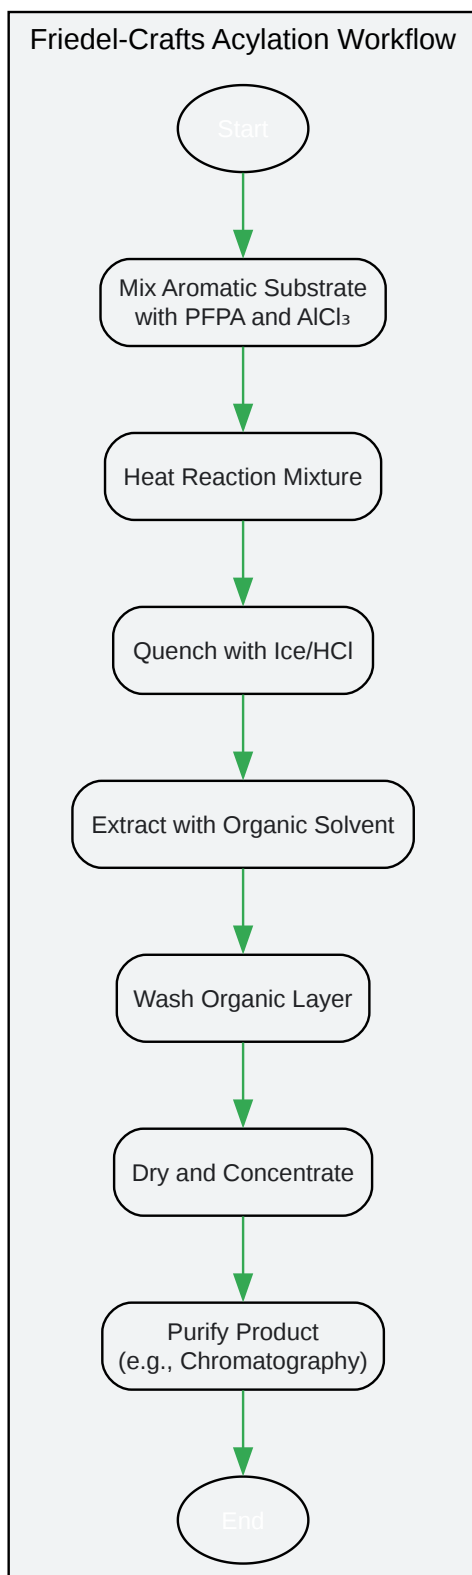 Friedel-Crafts Acylation Workflow
Start
Mix Aromatic Substrate
with PFPA and AlCl₃
Heat Reaction Mixture
Quench with Ice/HCl
Extract with Organic Solvent
Wash Organic Layer
Dry and Concentrate
Purify Product
(e.g., Chromatography)
End